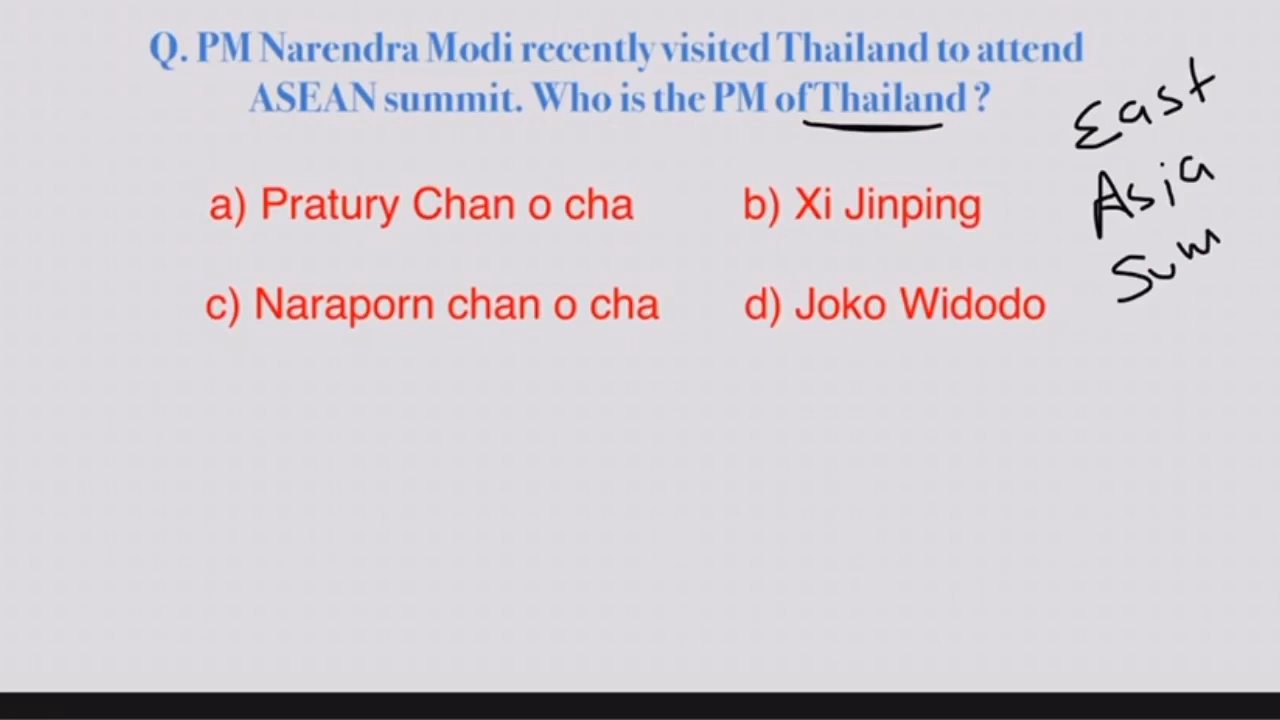 Q. PM Narendra Modi recently visited Thailand to attend
ASEAN summit. Who is the PM of Thailand ?
a) Pratury Chan o cha
b) Xi Jinping
c) Naraporn chan o cha
d) Joko Widodo
East
Asia
Sum